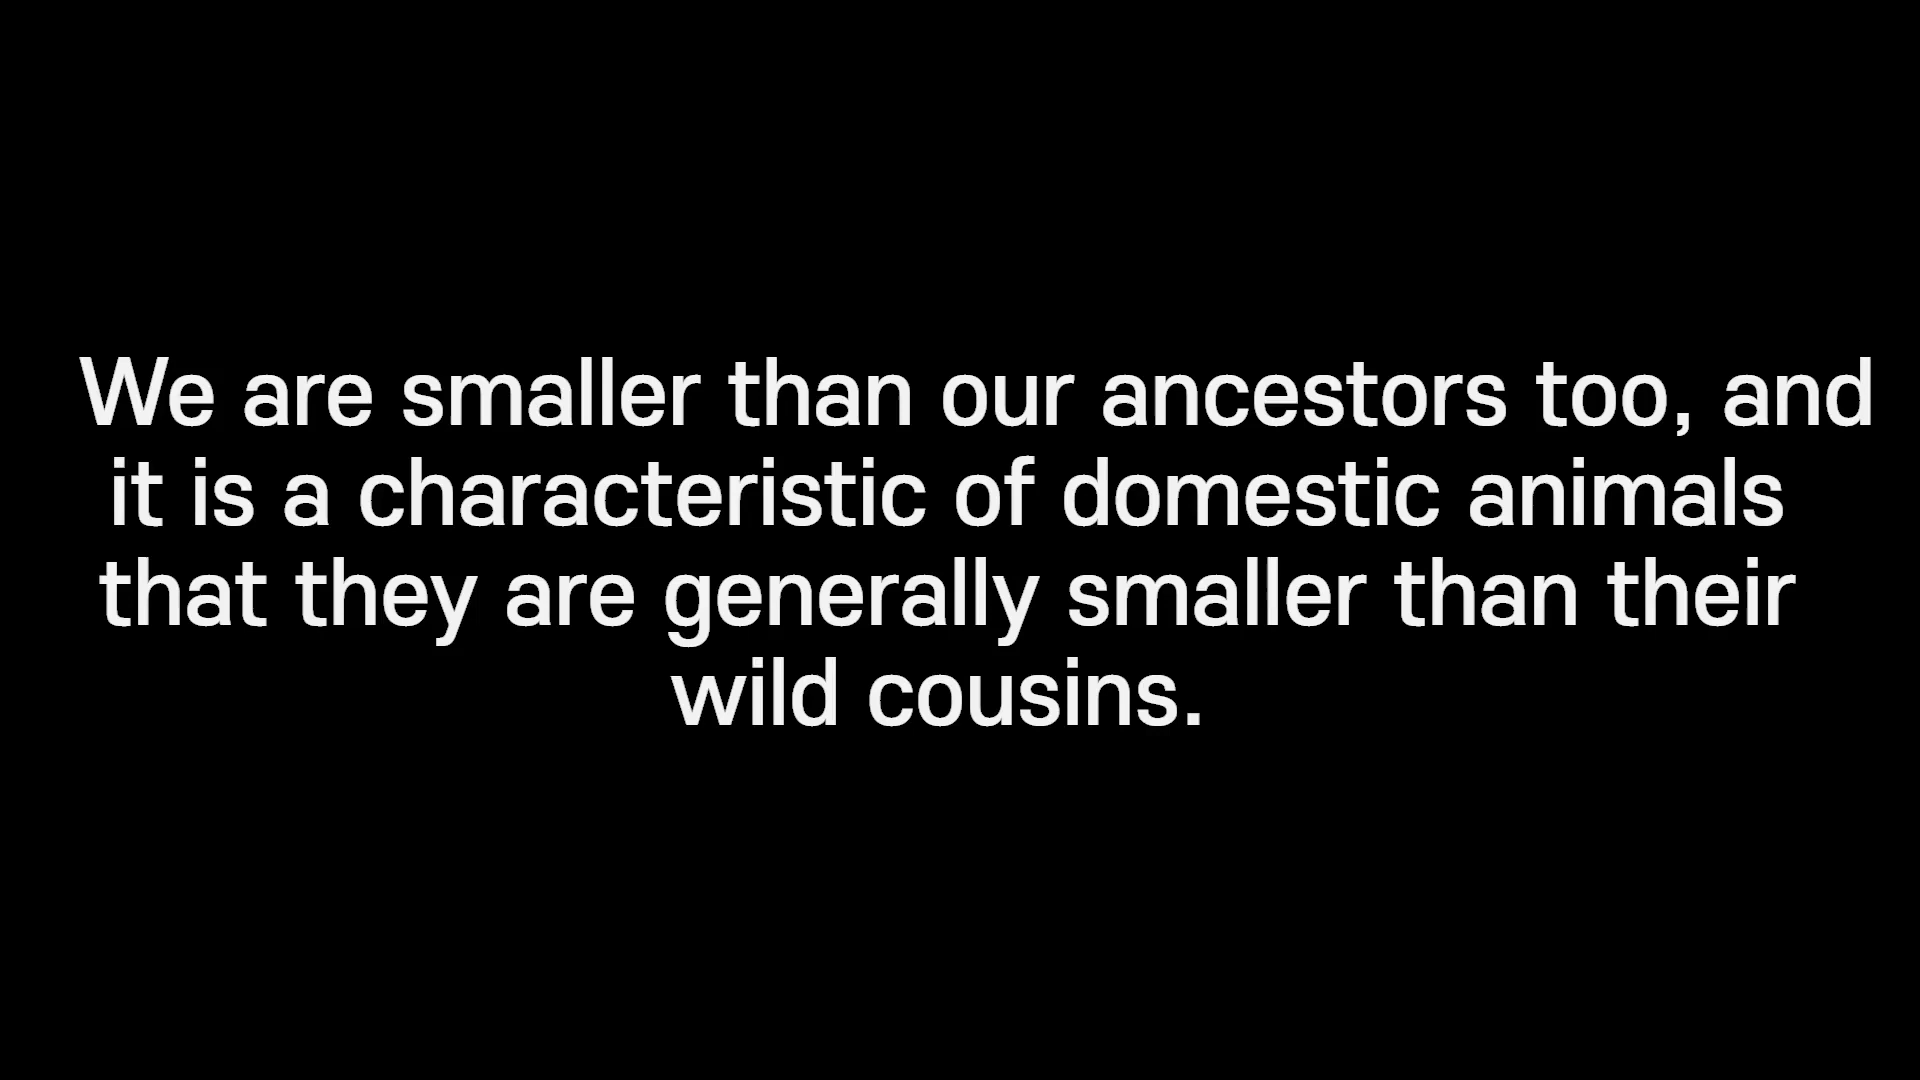 We are smaller than our ancestors too, and
it is a characteristic of domestic animals
that they are generally smaller than their
wild cousins.